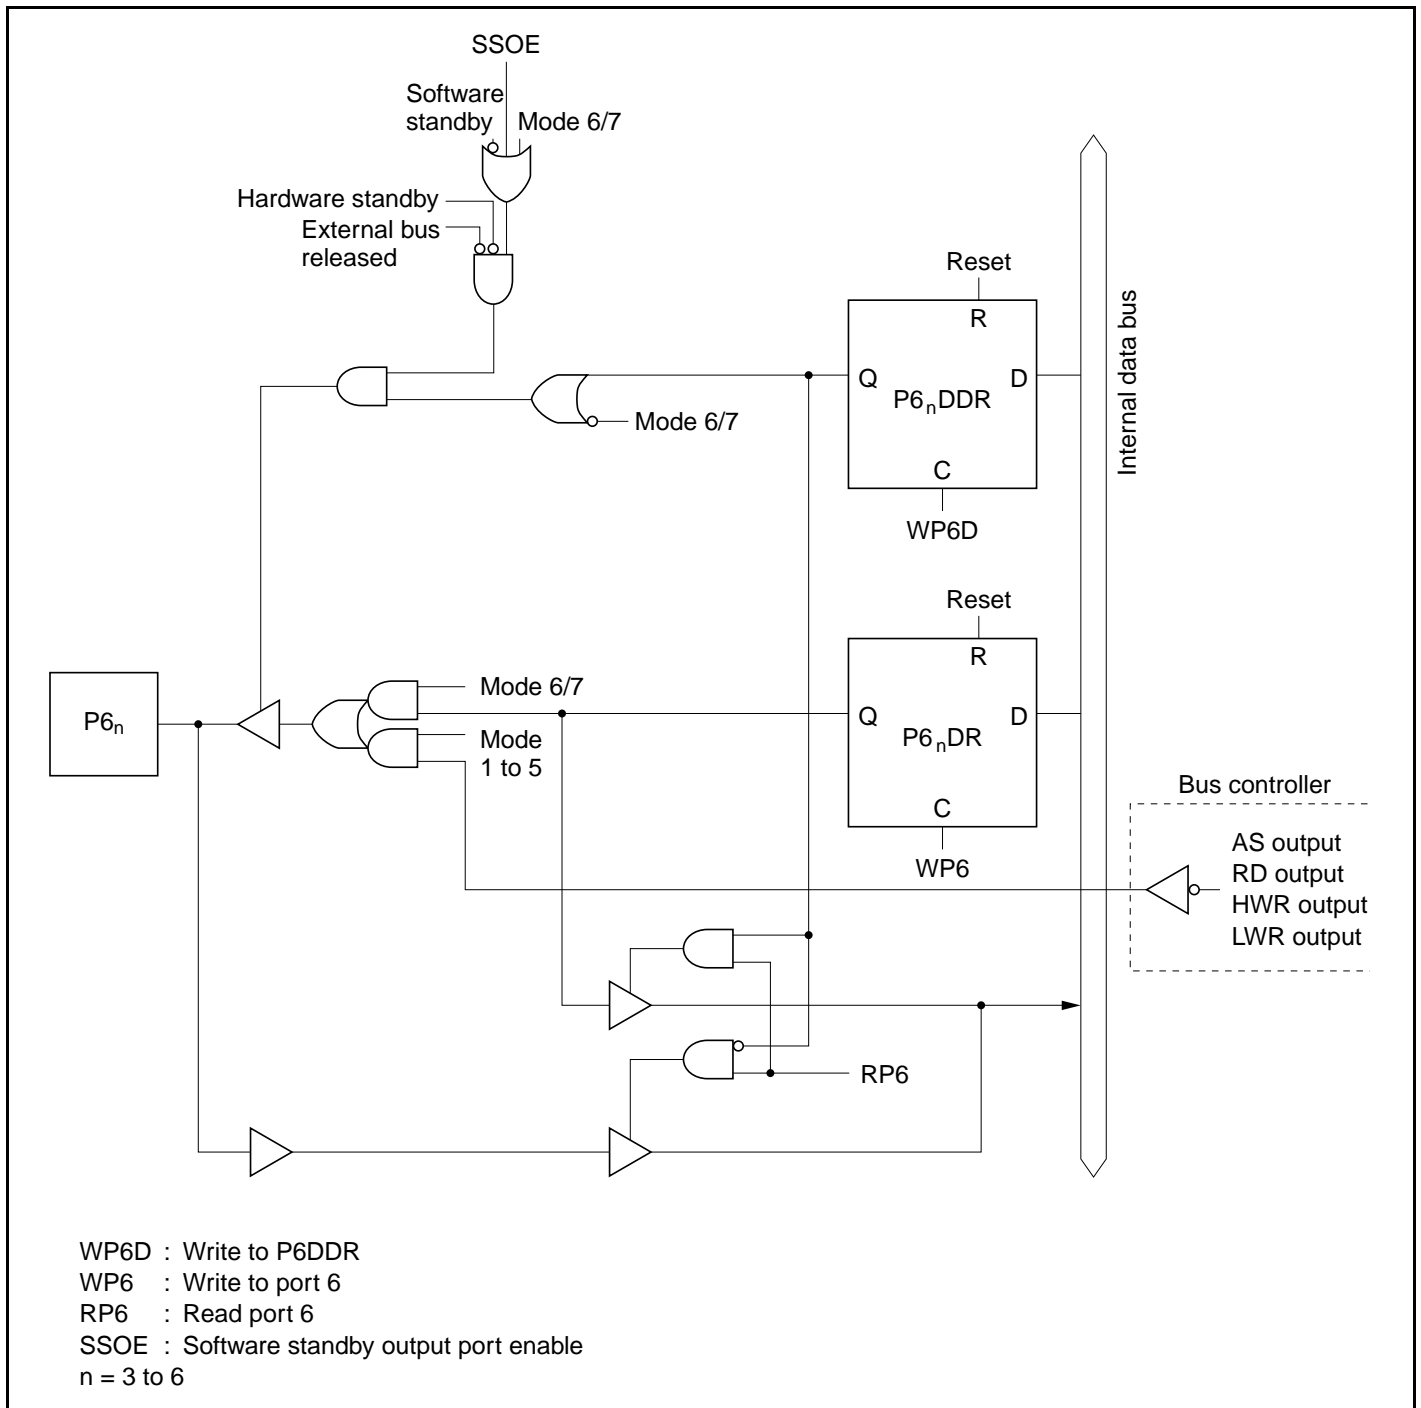 SSOE
Software
standby
Mode 6/7
Hardware standby
External bus
released
Reset
R
Q
D
P6nDDR
Mode 6/7
C
WP6D
Internal data bus
Reset
R
P6n
Mode 6/7
Q
D
P6nDR
Mode
1 to 5
C
WP6
Bus controller
AS output
RD output
HWR output
LWR output
RP6
WP6D : Write to P6DDR
WP6 : Write to port 6
RP6 : Read port 6
SSOE : Software standby output port enable
n = 3 to 6